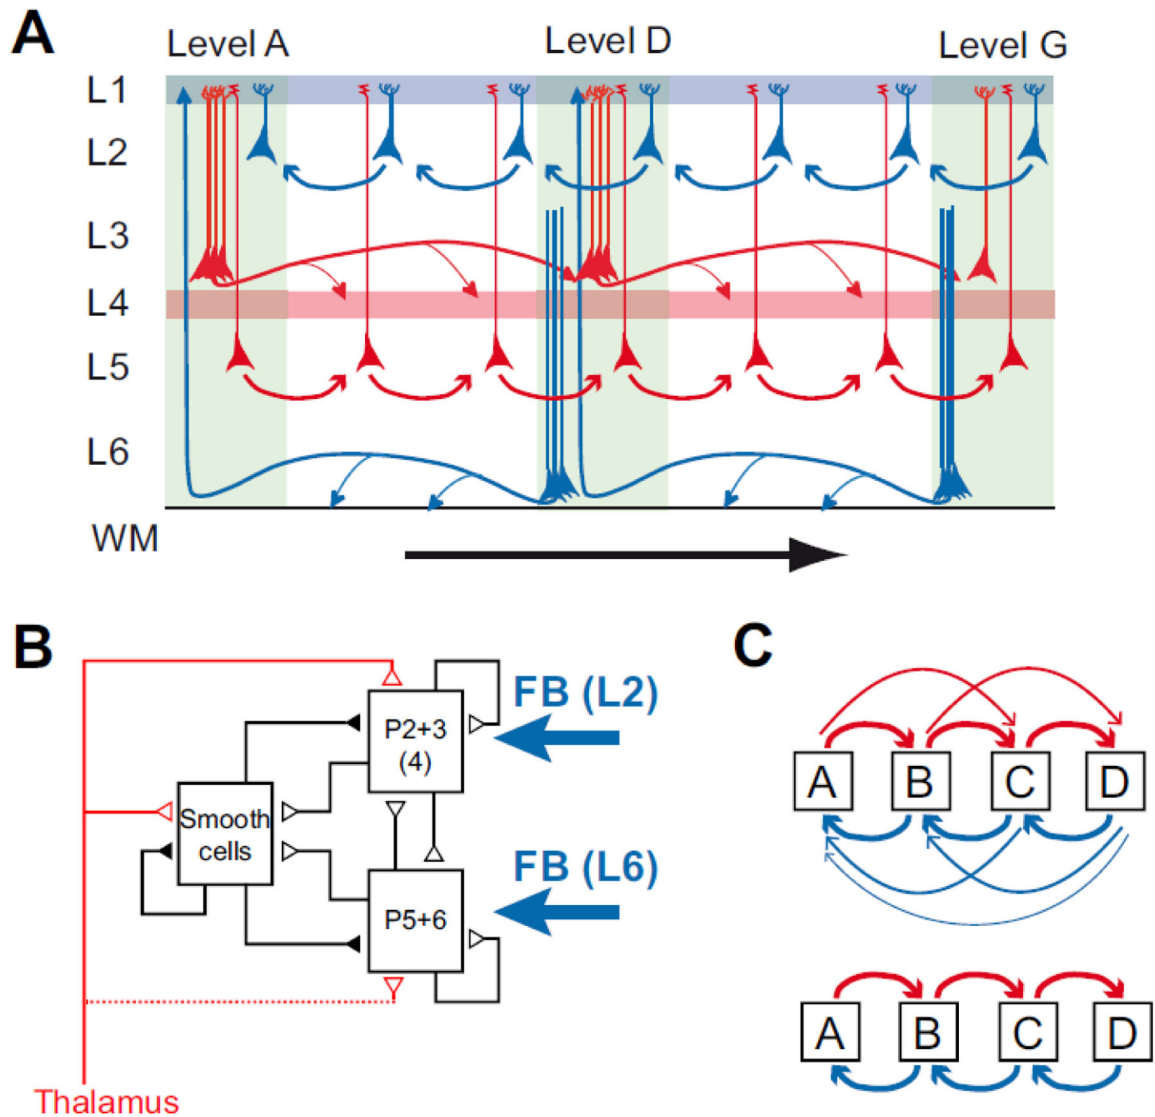 A
Level A
Level D
Level G
L1
L2
L3
L4
L5
L6
WM
B
FB (L2)
P2+3
(4)
Smooth
cells
FB (L6)
P5+6
Thalamus
C
A B C D
A B C D